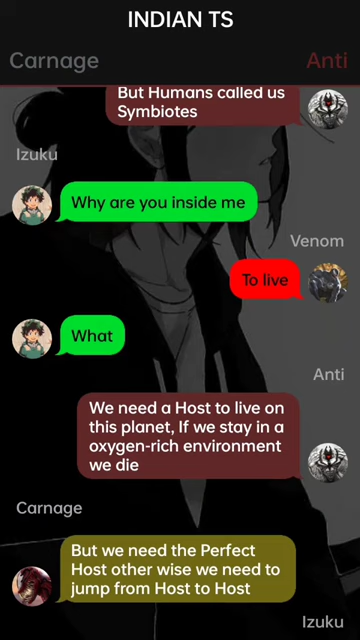 INDIAN TS
Carnage
Anti
But Humans called us
Symbiotes
Izuku
Why are you inside me
Venom
To live
What
Anti
We need a Host to live on
this planet, If we stay in a
oxygen-rich environment
we die
Carnage
But we need the Perfect
Host other wise we need to
jump from Host to Host
Izuku